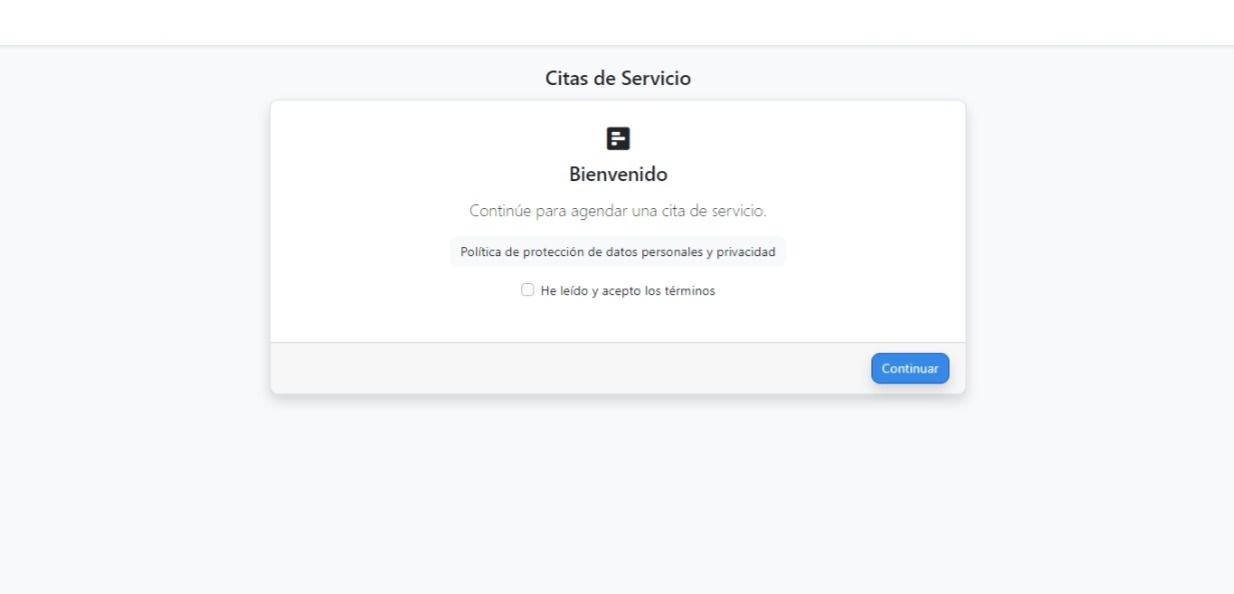 Citas de Servicio
Bienvenido
Continúe para agendar una cita de servicio.
Política de protección de datos personales y privacidad
He leído y acepto los términos
Continuar